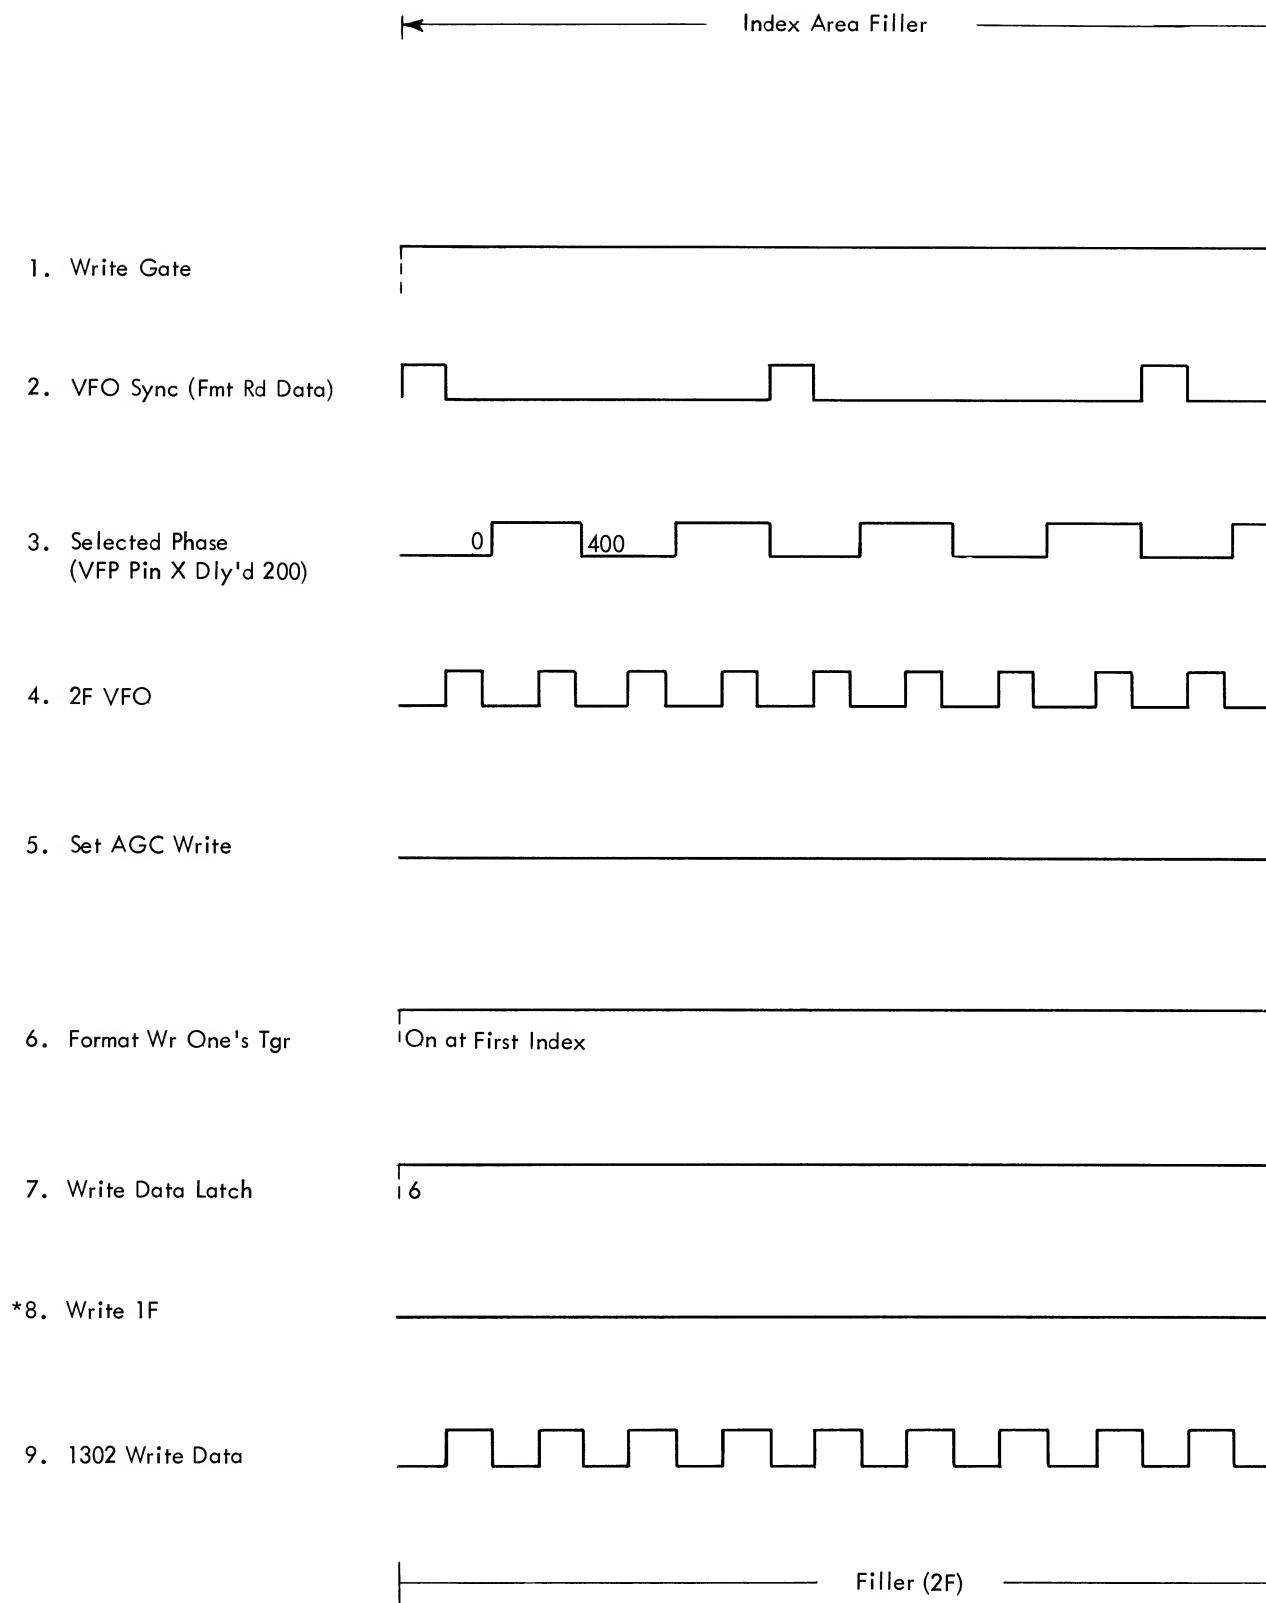 Index Area Filler
1. Write Gate
2. VFO Sync (Fmt Rd Data)
3. Selected Phase 0 400
(VFP Pin X Dly'd 200)
4. 2F VFO
5. Set AGC Write
6. Format Wr One's Tgr On at First Index
7. Write Data Latch 6
*8. Write 1F
9. 1302 Write Data
Filler (2F)